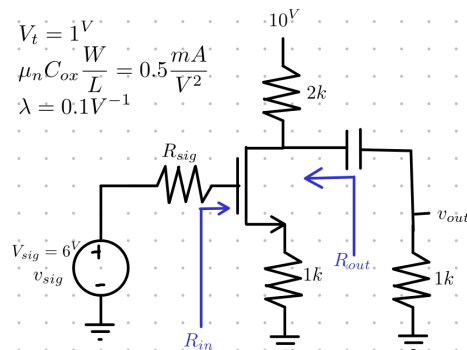 V_t = 1^V
μ_n C_ox W/L = 0.5 mA/V^2
λ = 0.1V^-1
10^V
2k
R_sig
V_sig = 6^V
v_sig
+
−
R_in
R_out
v_out
1k
1k